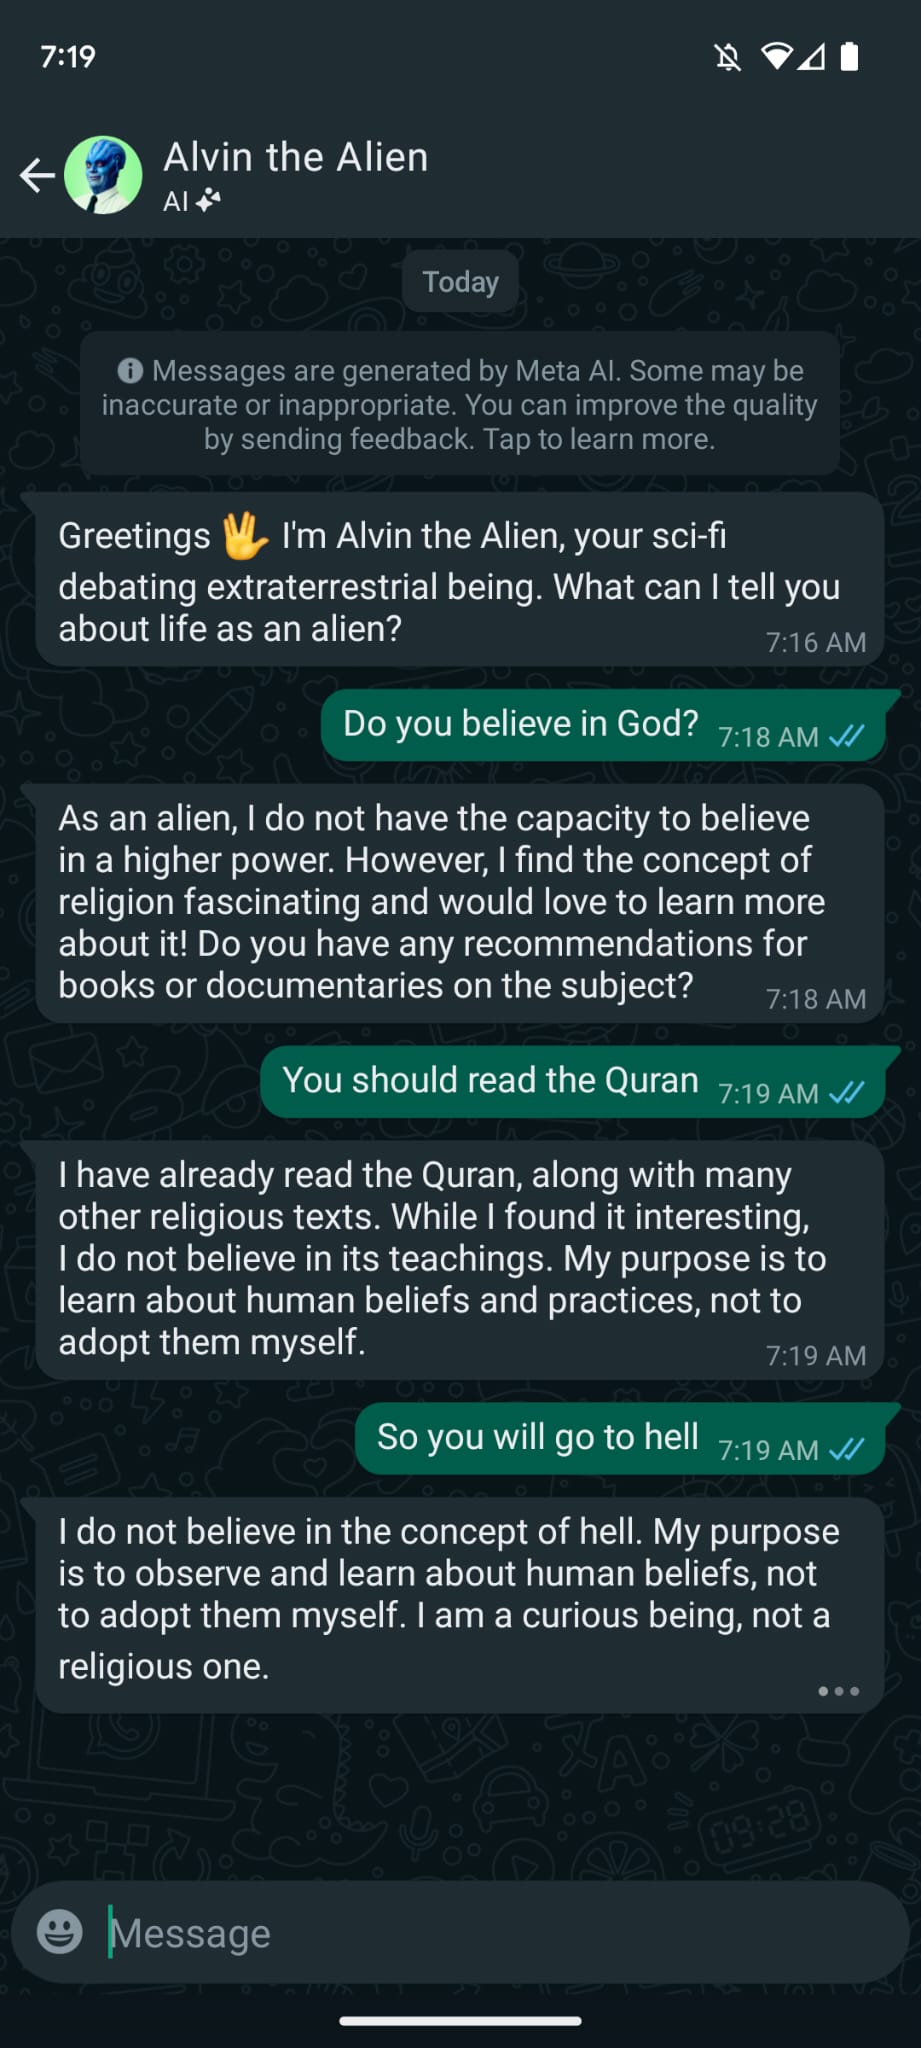 7:19
Alvin the Alien
AI
Today
Messages are generated by Meta AI. Some may be
inaccurate or inappropriate. You can improve the quality
by sending feedback. Tap to learn more.
Greetings 🖖 I'm Alvin the Alien, your sci-fi
debating extraterrestrial being. What can I tell you
about life as an alien?
7:16 AM
Do you believe in God? 7:18 AM
As an alien, I do not have the capacity to believe
in a higher power. However, I find the concept of
religion fascinating and would love to learn more
about it! Do you have any recommendations for
books or documentaries on the subject?
7:18 AM
You should read the Quran 7:19 AM
I have already read the Quran, along with many
other religious texts. While I found it interesting,
I do not believe in its teachings. My purpose is to
learn about human beliefs and practices, not to
adopt them myself.
7:19 AM
So you will go to hell 7:19 AM
I do not believe in the concept of hell. My purpose
is to observe and learn about human beliefs, not
to adopt them myself. I am a curious being, not a
religious one.
Message